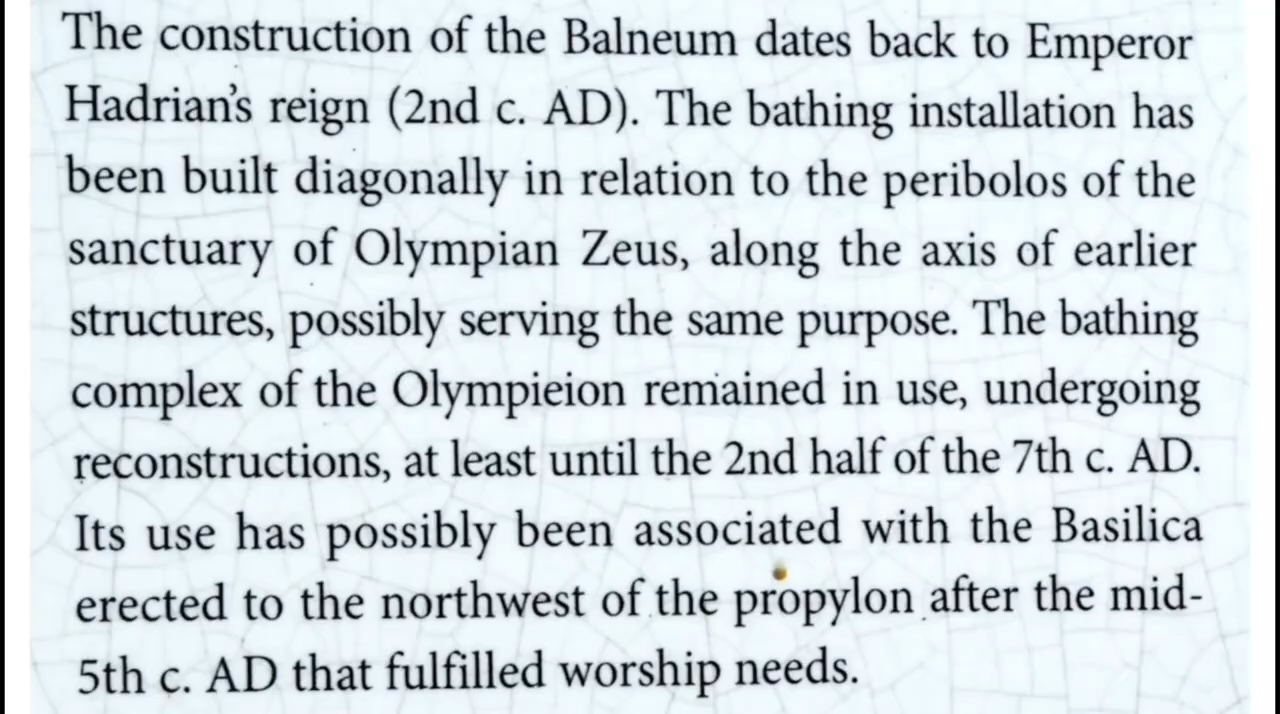 The construction of the Balneum dates back to Emperor
Hadrian's reign (2nd c. AD). The bathing installation has
been built diagonally in relation to the peribolos of the
sanctuary of Olympian Zeus, along the axis of earlier
structures, possibly serving the same purpose. The bathing
complex of the Olympieion remained in use, undergoing
reconstructions, at least until the 2nd half of the 7th c. AD.
Its use has possibly been associated with the Basilica
erected to the northwest of the propylon after the mid-
5th c. AD that fulfilled worship needs.